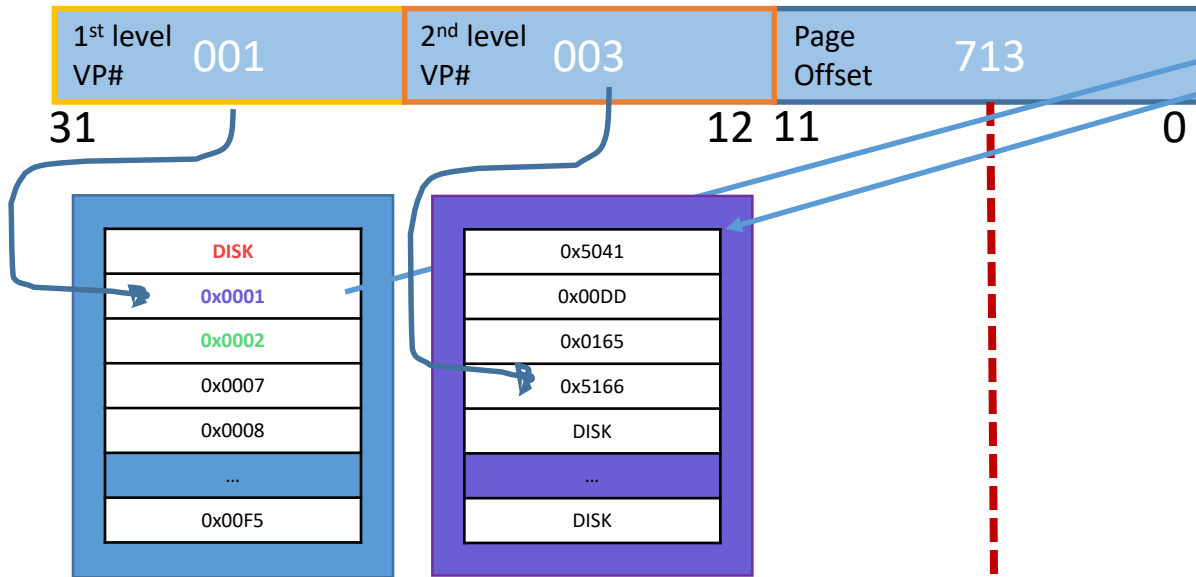 1st level
VP#
001
2nd level
VP#
003
Page
Offset
713
31
12
11
0
DISK
0x0001
0x0002
0x0007
0x0008
...
0x00F5
0x5041
0x00DD
0x0165
0x5166
DISK
...
DISK